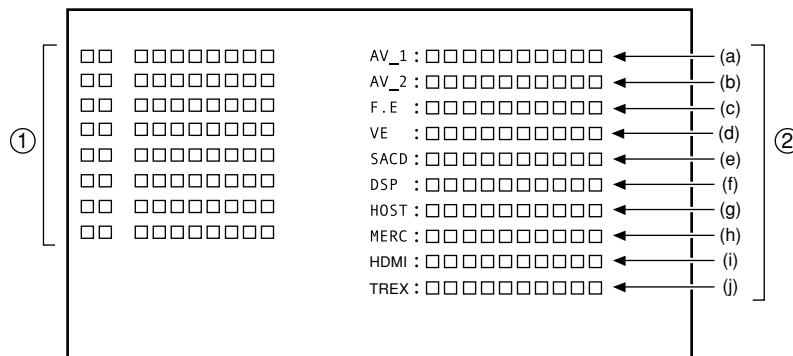 □□ □□□□□□□□ AV_1 : □□□□□□□□□□ (a)
□□ □□□□□□□□ AV_2 : □□□□□□□□□□ (b)
□□ □□□□□□□□ F.E : □□□□□□□□□□ (c)
① □□ □□□□□□□□ VE : □□□□□□□□□□ (d) ②
□□ □□□□□□□□ SACD : □□□□□□□□□□ (e)
□□ □□□□□□□□ DSP : □□□□□□□□□□ (f)
□□ □□□□□□□□ HOST : □□□□□□□□□□ (g)
□□ □□□□□□□□ MERC : □□□□□□□□□□ (h)
HDMI : □□□□□□□□□□ (i)
TREX : □□□□□□□□□□ (j)